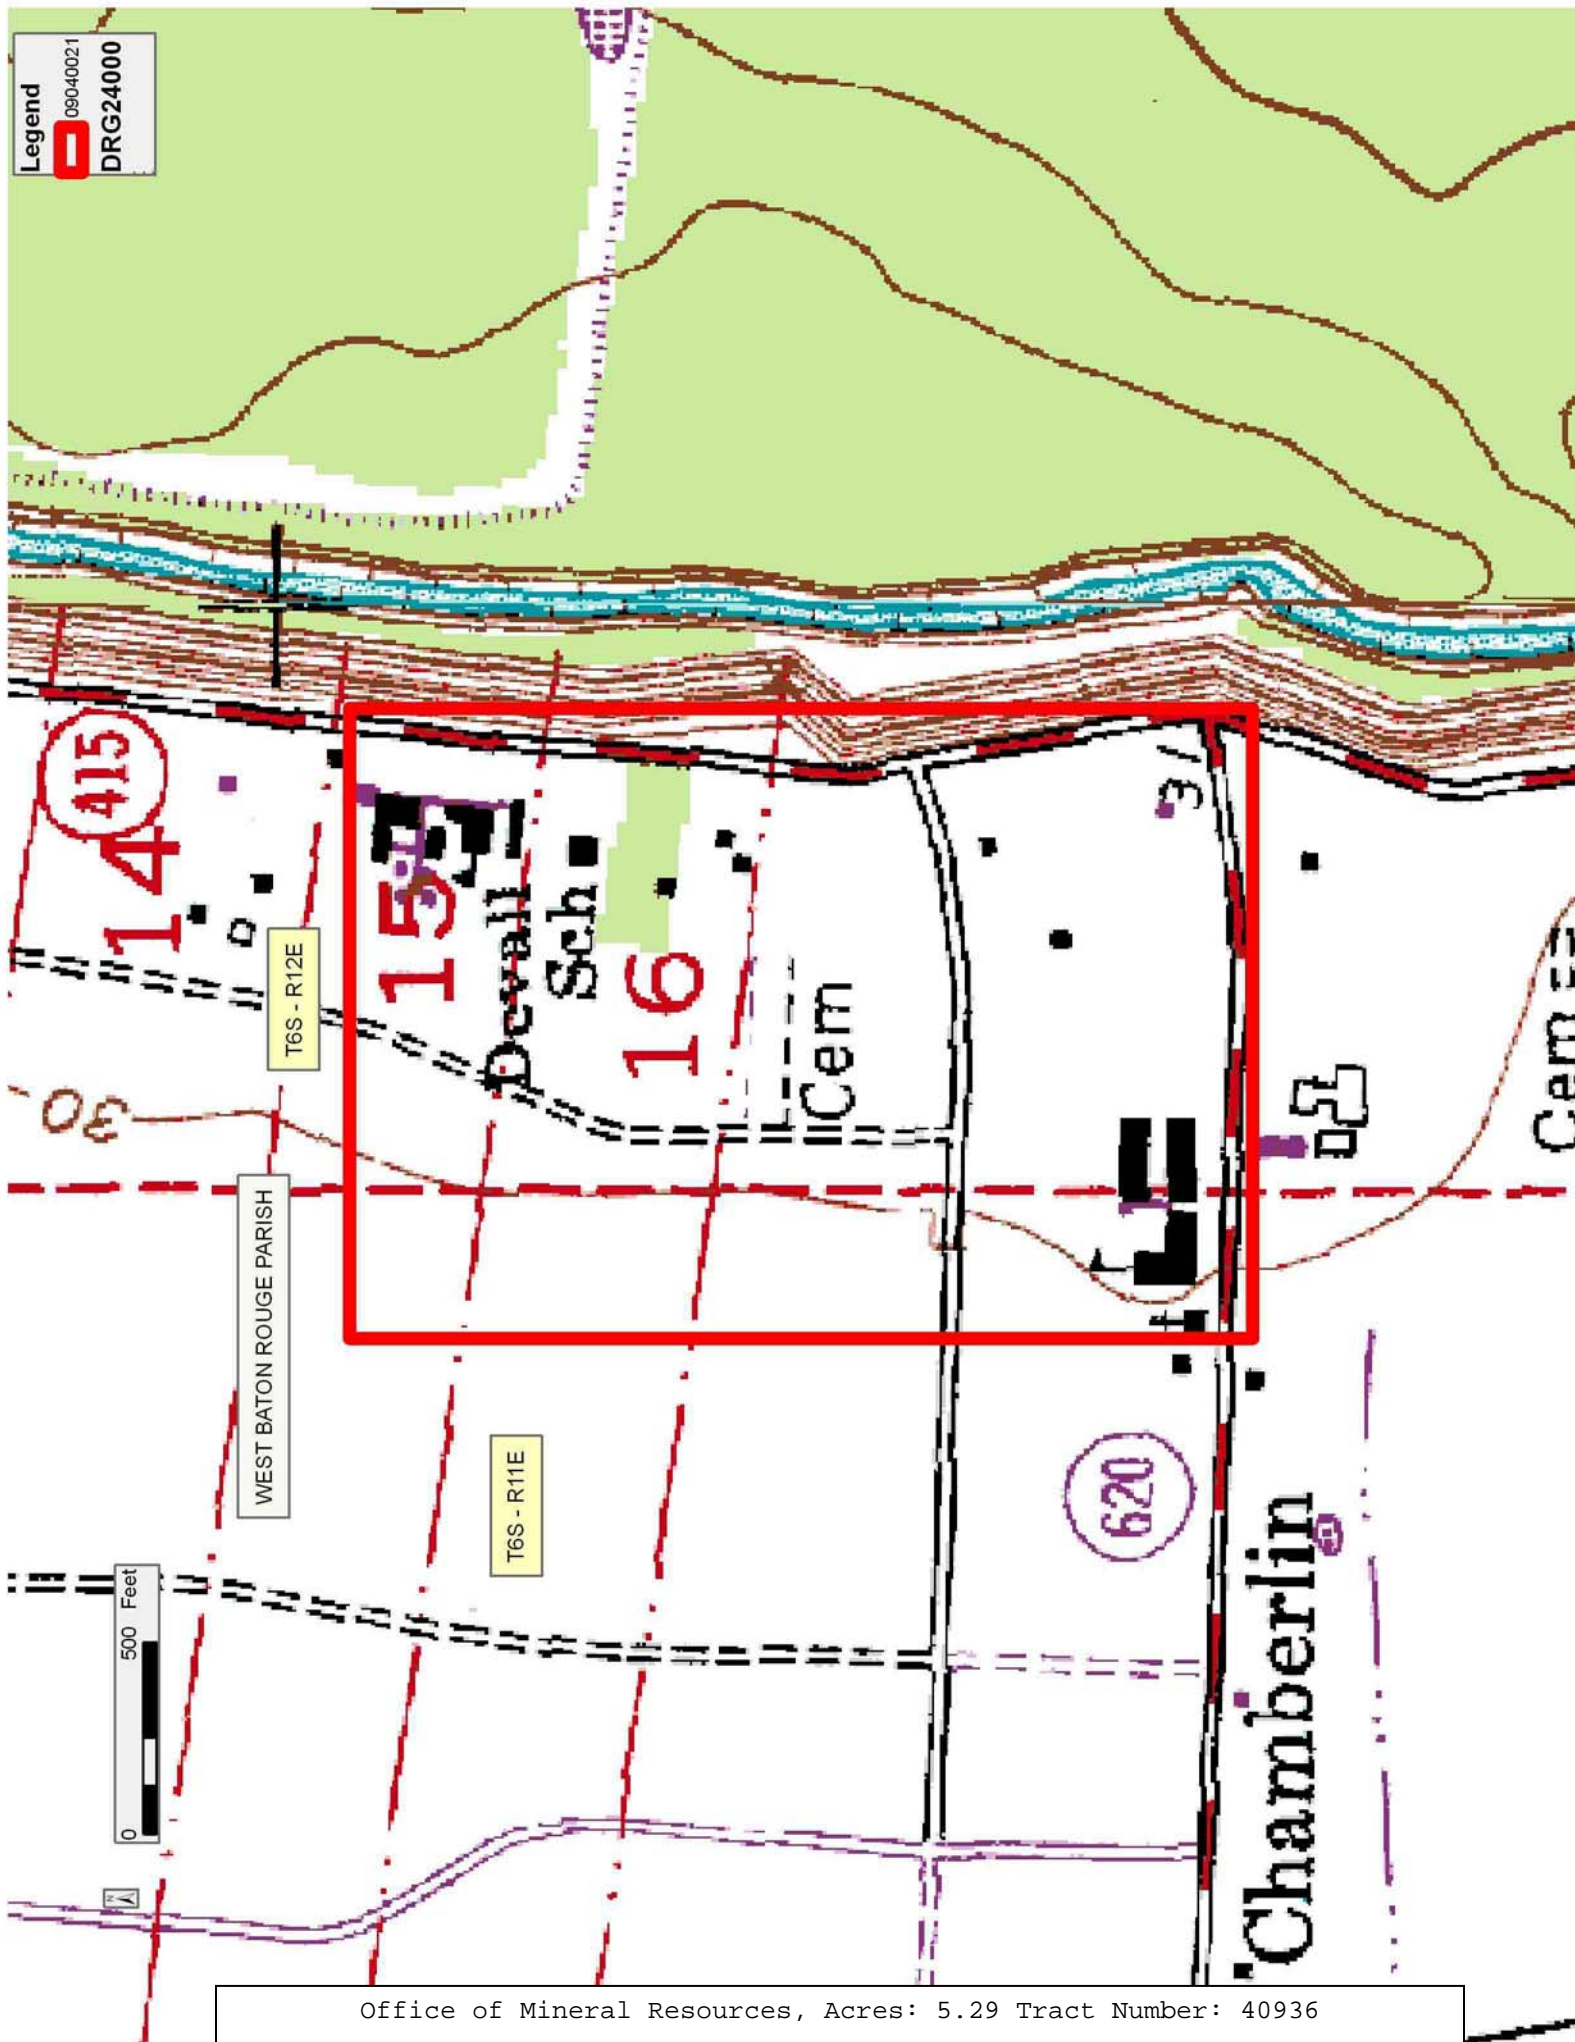 Legend
09040021
DRG24000
415
14
T6S - R12E
15
Devall
Sch
16
Cem
31
30
WEST BATON ROUGE PARISH
Cem
T6S - R11E
620
0 500 Feet
N
Chamberlin
Office of Mineral Resources, Acres: 5.29 Tract Number: 40936